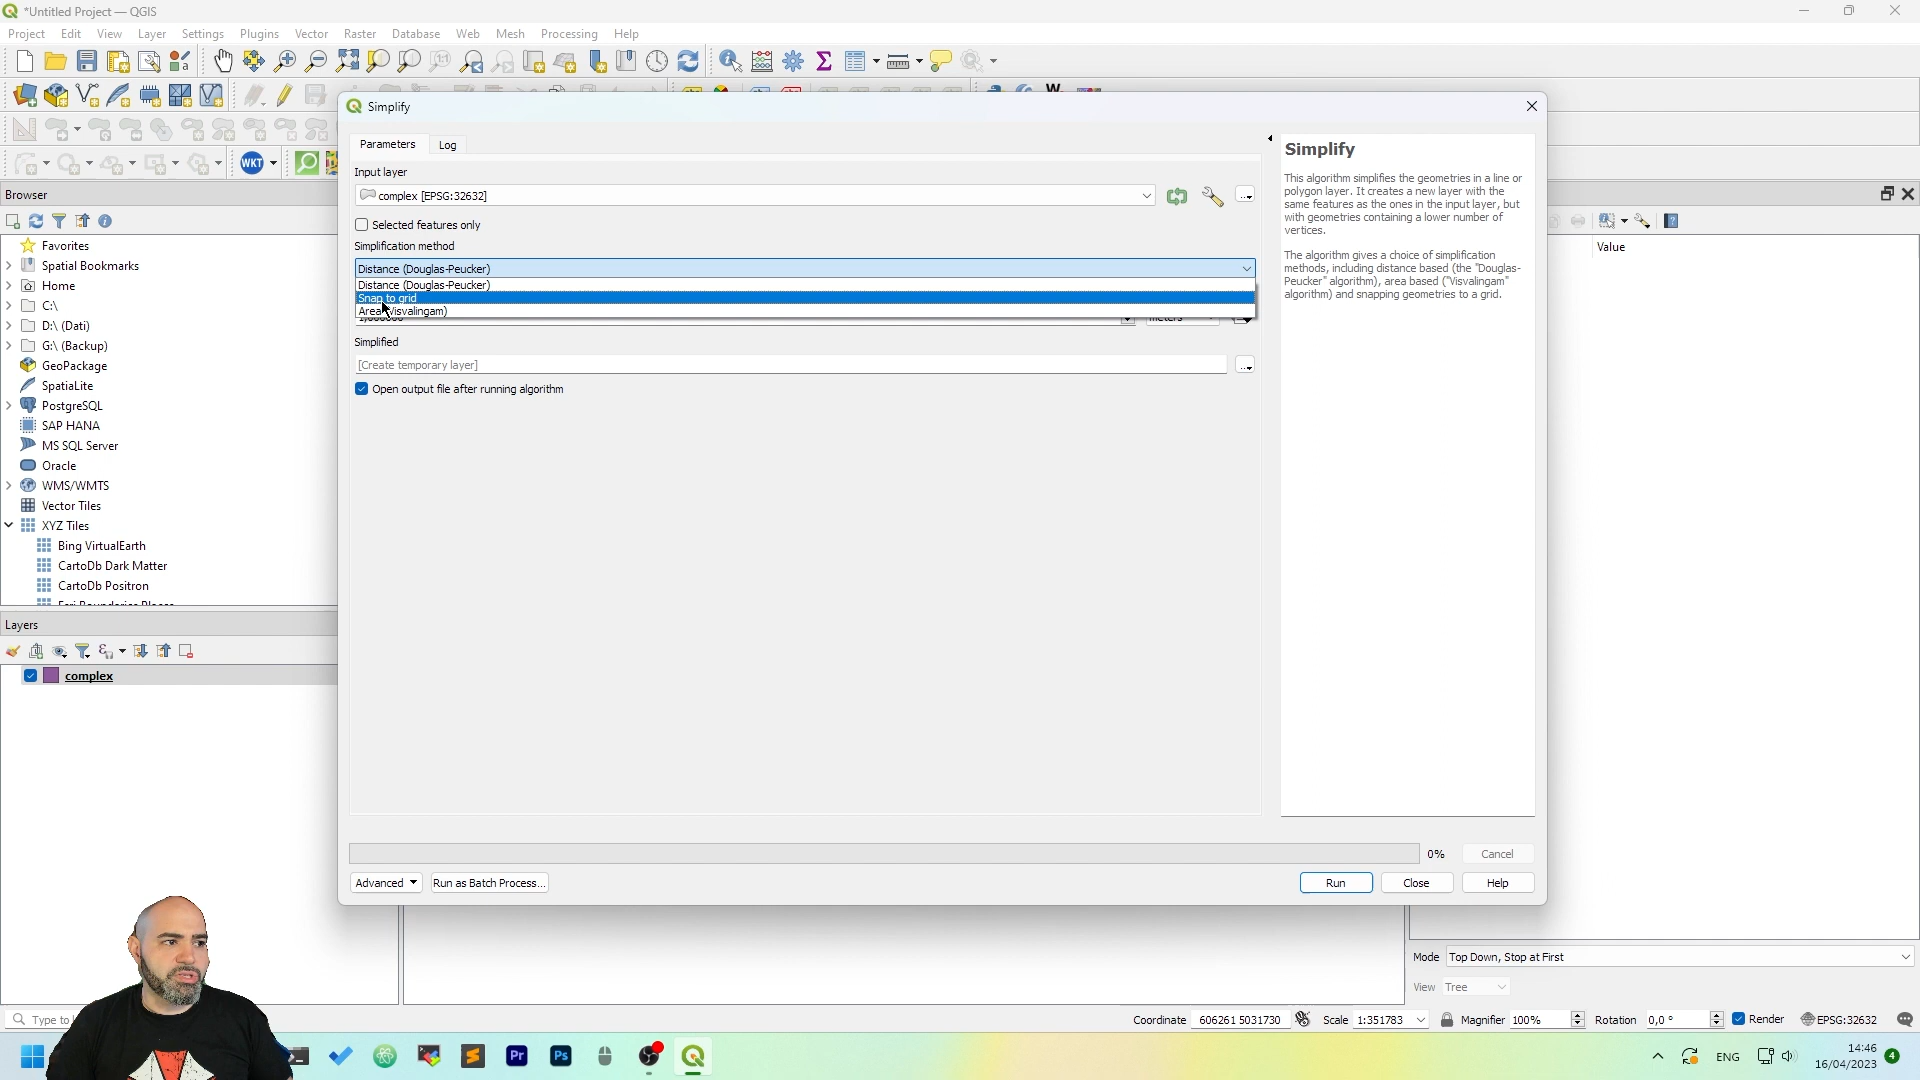 *Untitled Project — QGIS
Project Edit View Layer Settings Plugins Vector Raster Database Web Mesh Processing Help
Simplify
Parameters
Log
Input layer
complex [EPSG:32632]
Selected features only
Simplification method
Distance (Douglas-Peucker)
Distance (Douglas-Peucker)
Snap to grid
Simplified
[Create temporary layer]
Open output file after running algorithm
Simplify
This algorithm simplifies the geometries in a line or
polygon layer. It creates a new layer with the
same features as the ones in the input layer, but
with geometries containing a lower number of
vertices.
The algorithm gives a choice of simplification
methods, including distance based (the "Douglas-
Peucker" algorithm), area based ("Visvalingam"
algorithm) and snapping geometries to a grid.
0%
Cancel
Advanced
Run as Batch Process...
Run
Close
Help
WKT
Browser
Favorites
Spatial Bookmarks
Home
C:\
D:\ (Dati)
G:\ (Backup)
GeoPackage
SpatiaLite
PostgreSQL
SAP HANA
MS SQL Server
Oracle
WMS/WMTS
Vector Tiles
XYZ Tiles
Bing VirtualEarth
CartoDb Dark Matter
CartoDb Positron
Layers
complex
Value
Mode Top Down, Stop at First
View Tree
Type to
Coordinate 606261 5031730
Scale 1:351783
Magnifier 100%
Rotation 0,0 °
Render
EPSG:32632
Pr
Ps
ENG
14:46
16/04/2023
4